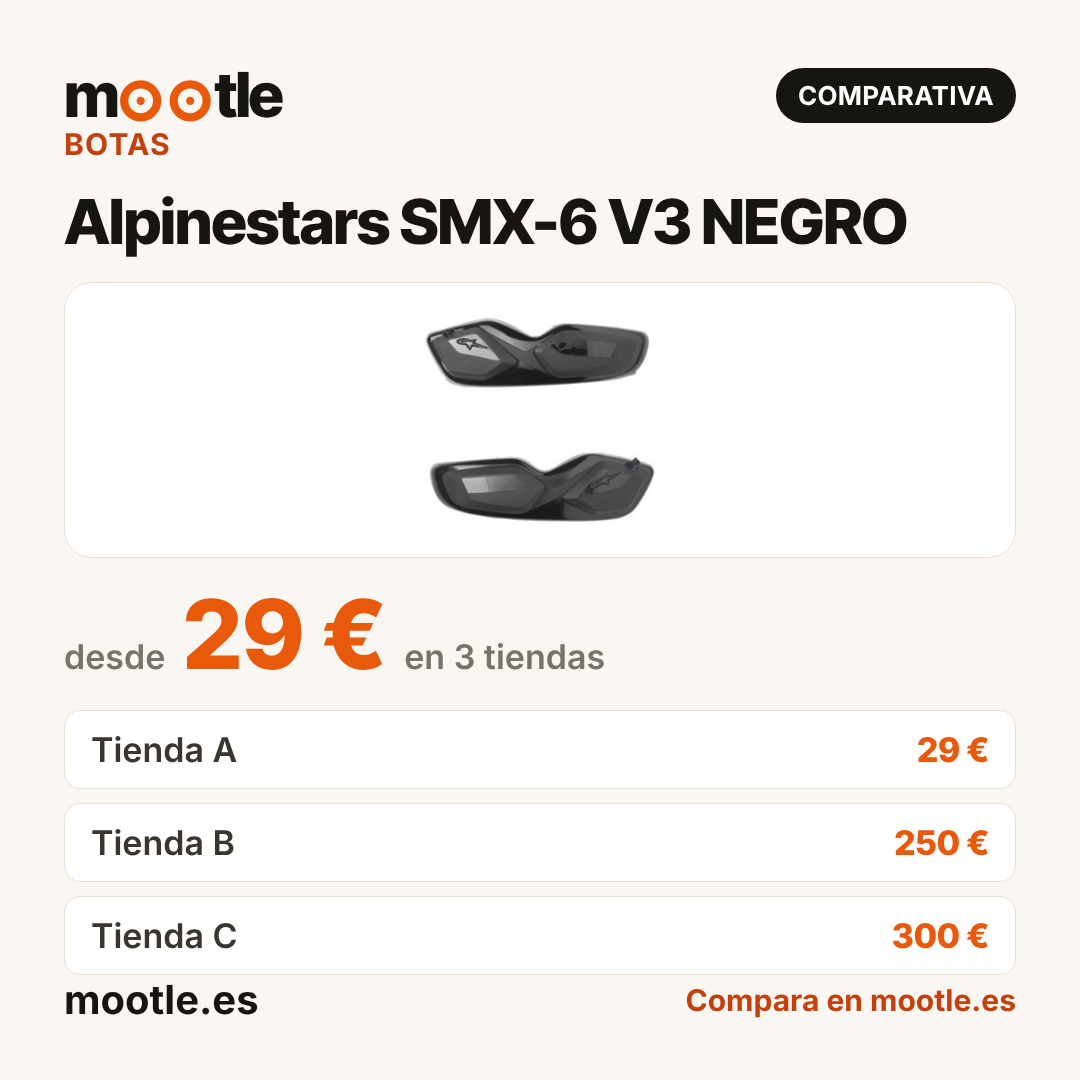 mootle
COMPARATIVA
BOTAS
Alpinestars SMX-6 V3 NEGRO
desde 29 € en 3 tiendas
Tienda A 29 €
Tienda B 250 €
Tienda C 300 €
mootle.es
Compara en mootle.es